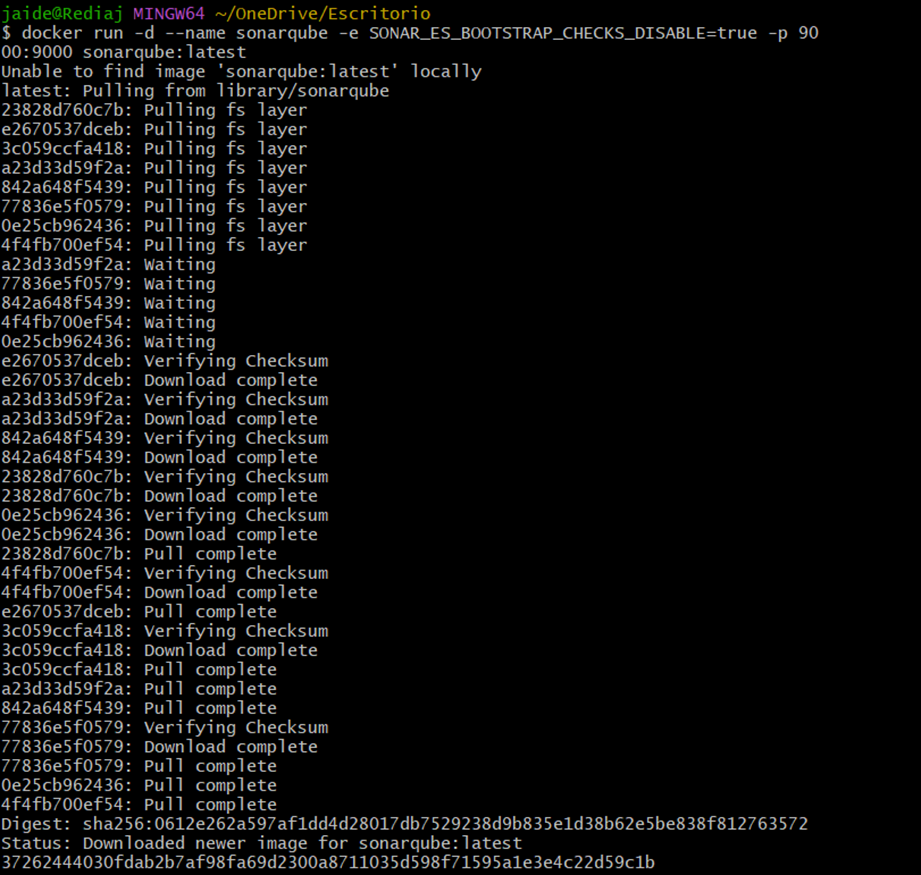 jaide@Rediaj MINGW64 ~/OneDrive/Escritorio
$ docker run -d --name sonarqube -e SONAR_ES_BOOTSTRAP_CHECKS_DISABLE=true -p 90
00:9000 sonarqube:latest
Unable to find image 'sonarqube:latest' locally
latest: Pulling from library/sonarqube
23828d760c7b: Pulling fs layer
e2670537dceb: Pulling fs layer
3c059ccfa418: Pulling fs layer
a23d33d59f2a: Pulling fs layer
842a648f5439: Pulling fs layer
77836e5f0579: Pulling fs layer
0e25cb962436: Pulling fs layer
4f4fb700ef54: Pulling fs layer
a23d33d59f2a: Waiting
77836e5f0579: Waiting
842a648f5439: Waiting
4f4fb700ef54: Waiting
0e25cb962436: Waiting
e2670537dceb: Verifying Checksum
e2670537dceb: Download complete
a23d33d59f2a: Verifying Checksum
a23d33d59f2a: Download complete
842a648f5439: Verifying Checksum
842a648f5439: Download complete
23828d760c7b: Verifying Checksum
23828d760c7b: Download complete
0e25cb962436: Verifying Checksum
0e25cb962436: Download complete
23828d760c7b: Pull complete
4f4fb700ef54: Verifying Checksum
4f4fb700ef54: Download complete
e2670537dceb: Pull complete
3c059ccfa418: Verifying Checksum
3c059ccfa418: Download complete
3c059ccfa418: Pull complete
a23d33d59f2a: Pull complete
842a648f5439: Pull complete
77836e5f0579: Verifying Checksum
77836e5f0579: Download complete
77836e5f0579: Pull complete
0e25cb962436: Pull complete
4f4fb700ef54: Pull complete
Digest: sha256:0612e262a597af1dd4d28017db7529238d9b835e1d38b62e5be838f812763572
Status: Downloaded newer image for sonarqube:latest
37262444030fdab2b7af98fa69d2300a8711035d598f71595a1e3e4c22d59c1b